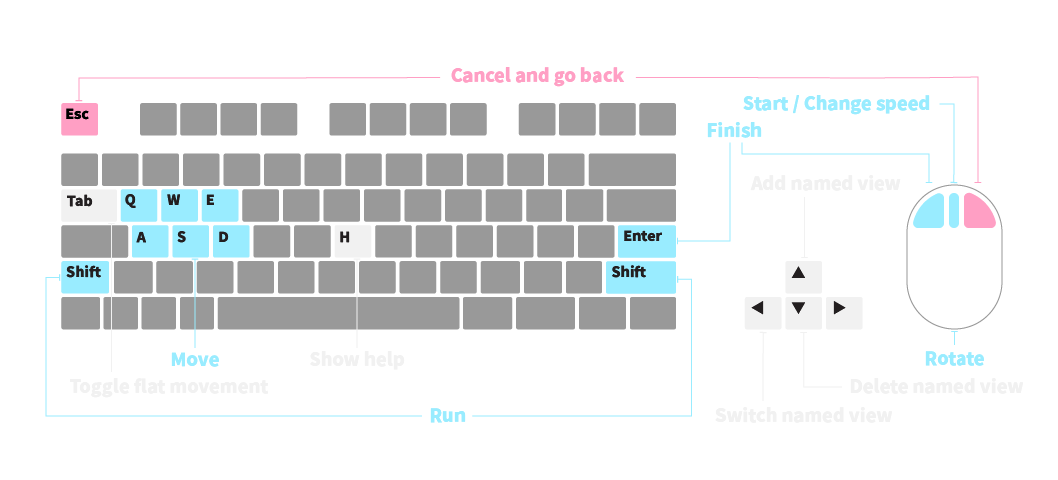 Cancel and go back
Start / Change speed
Esc
Finish
Add named view
Tab
Q
W
E
A
S
D
H
Enter
Shift
Shift
Move
Show help
Rotate
Toggle flat movement
Delete named view
Run
Switch named view